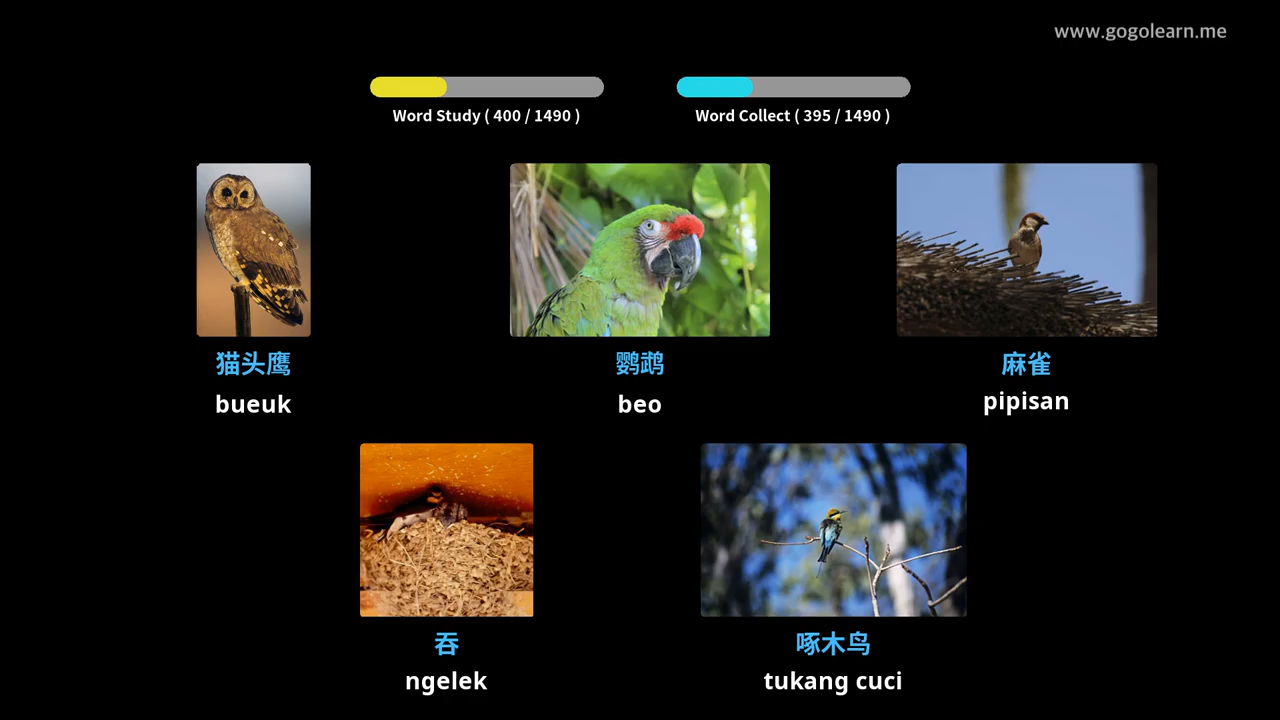 www.gogolearn.me
Word Study ( 400 / 1490 )
Word Collect ( 395 / 1490 )
猫头鹰
鹦鹉
麻雀
bueuk
beo
pipisan
吞
啄木鸟
ngelek
tukang cuci